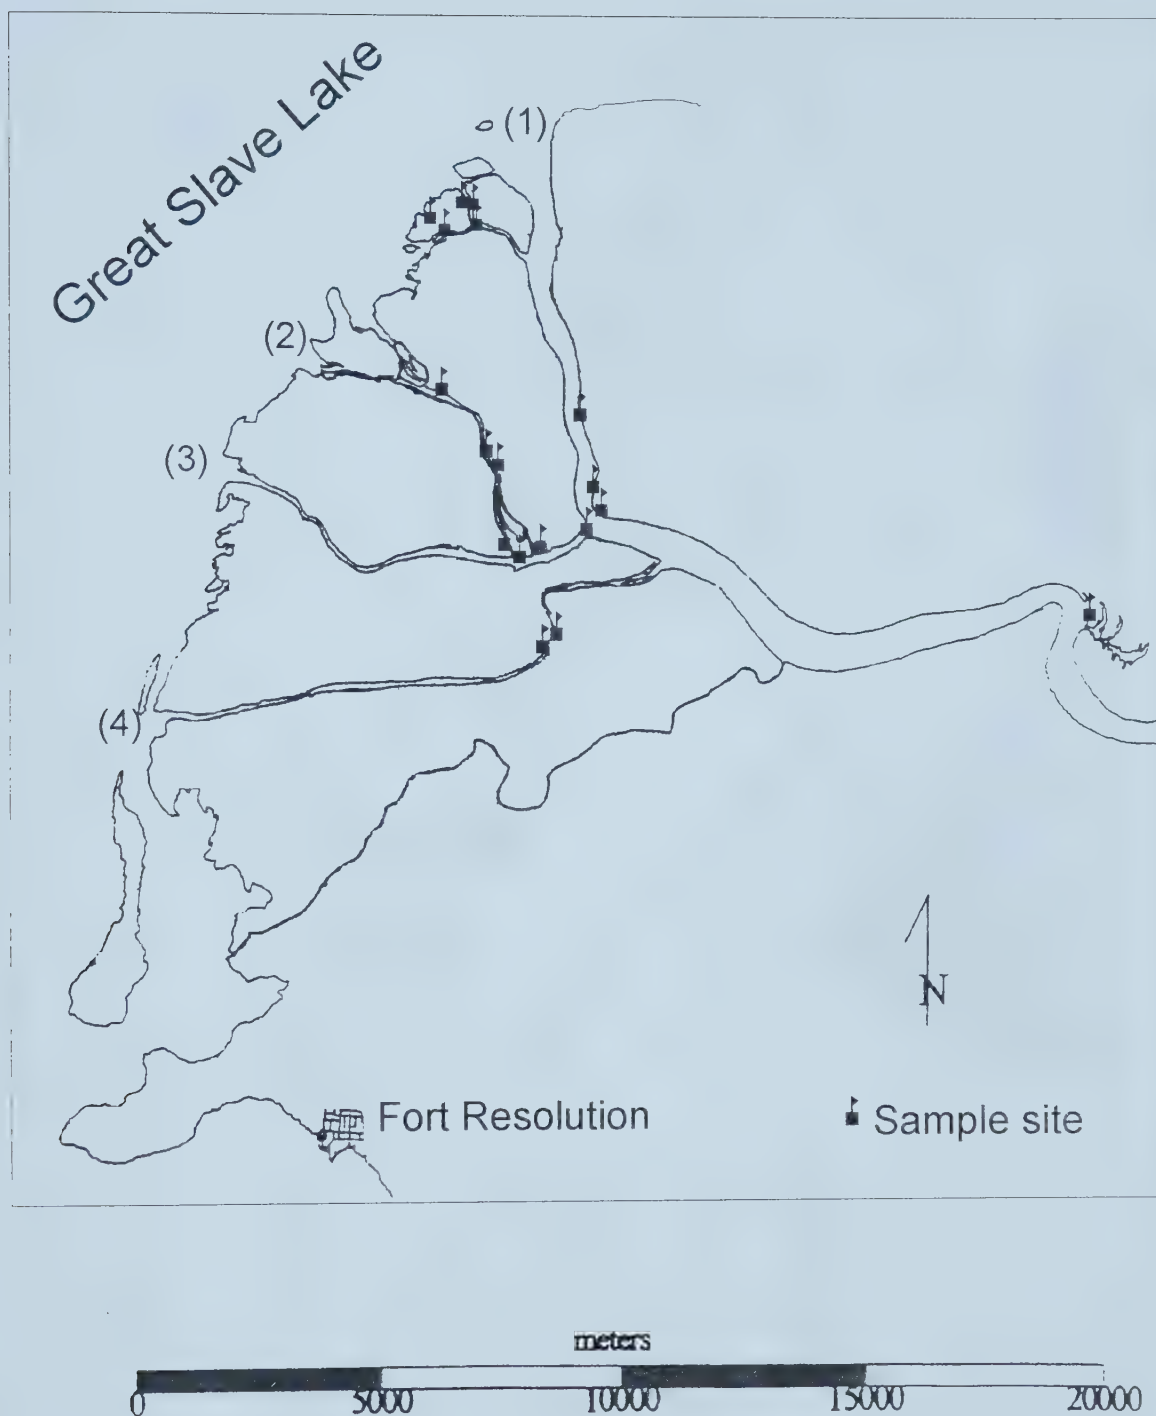 Great Slave Lake
(1)
(2)
(3)
(4)
N
Fort Resolution
Sample site
meters
0 5000 10000 15000 20000